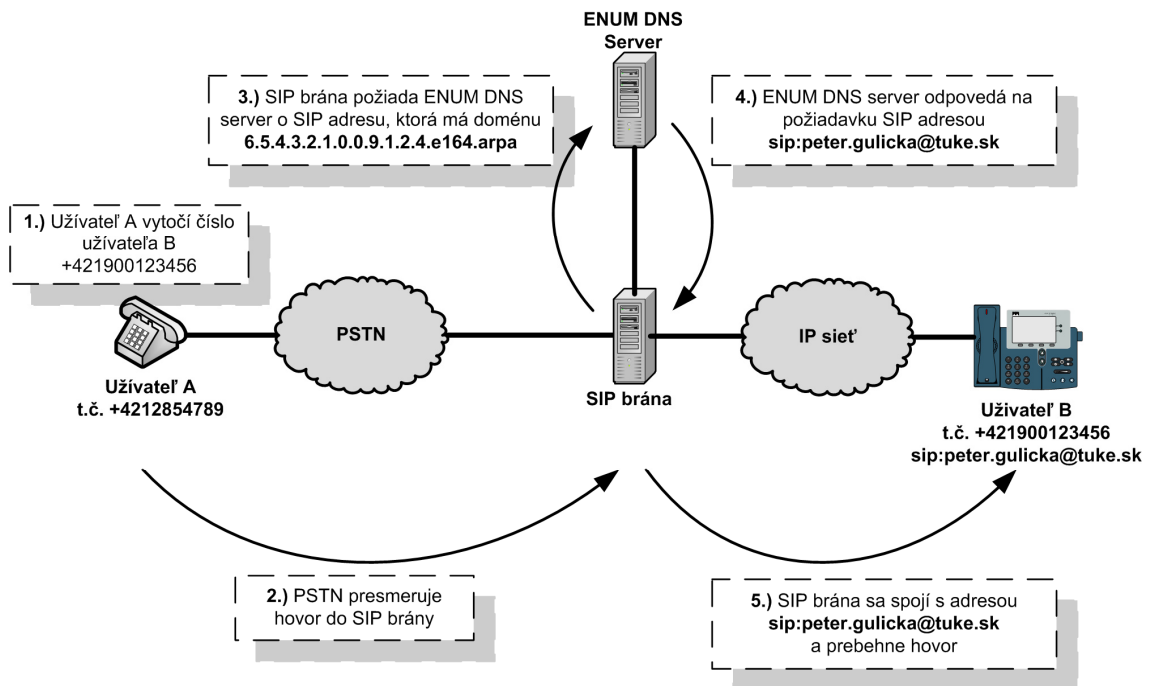 ENUM DNS
Server
3.) SIP brána požiada ENUM DNS
server o SIP adresu, ktorá má doménu
6.5.4.3.2.1.0.0.9.1.2.4.e164.arpa
4.) ENUM DNS server odpovedá na
požiadavku SIP adresou
sip:peter.gulicka@tuke.sk
1.) Užívateľ A vytočí číslo
užívateľa B
+421900123456
PSTN
IP sieť
Užívateľ A
t.č. +4212854789
SIP brána
Uživateľ B
t.č. +421900123456
sip:peter.gulicka@tuke.sk
2.) PSTN presmeruje
hovor do SIP brány
5.) SIP brána sa spojí s adresou
sip:peter.gulicka@tuke.sk
a prebehne hovor